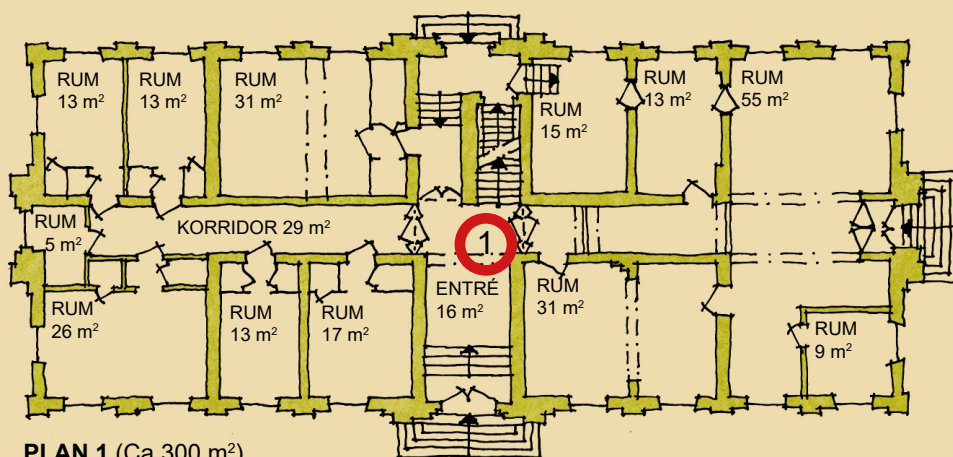 RUM
13 m²
RUM
13 m²
RUM
31 m²
RUM
15 m²
RUM
13 m²
RUM
55 m²
RUM
5 m²
KORRIDOR 29 m²
1
RUM
26 m²
RUM
13 m²
RUM
17 m²
ENTRÉ
16 m²
RUM
31 m²
RUM
9 m²
PLAN 1 (Ca 300 m²)